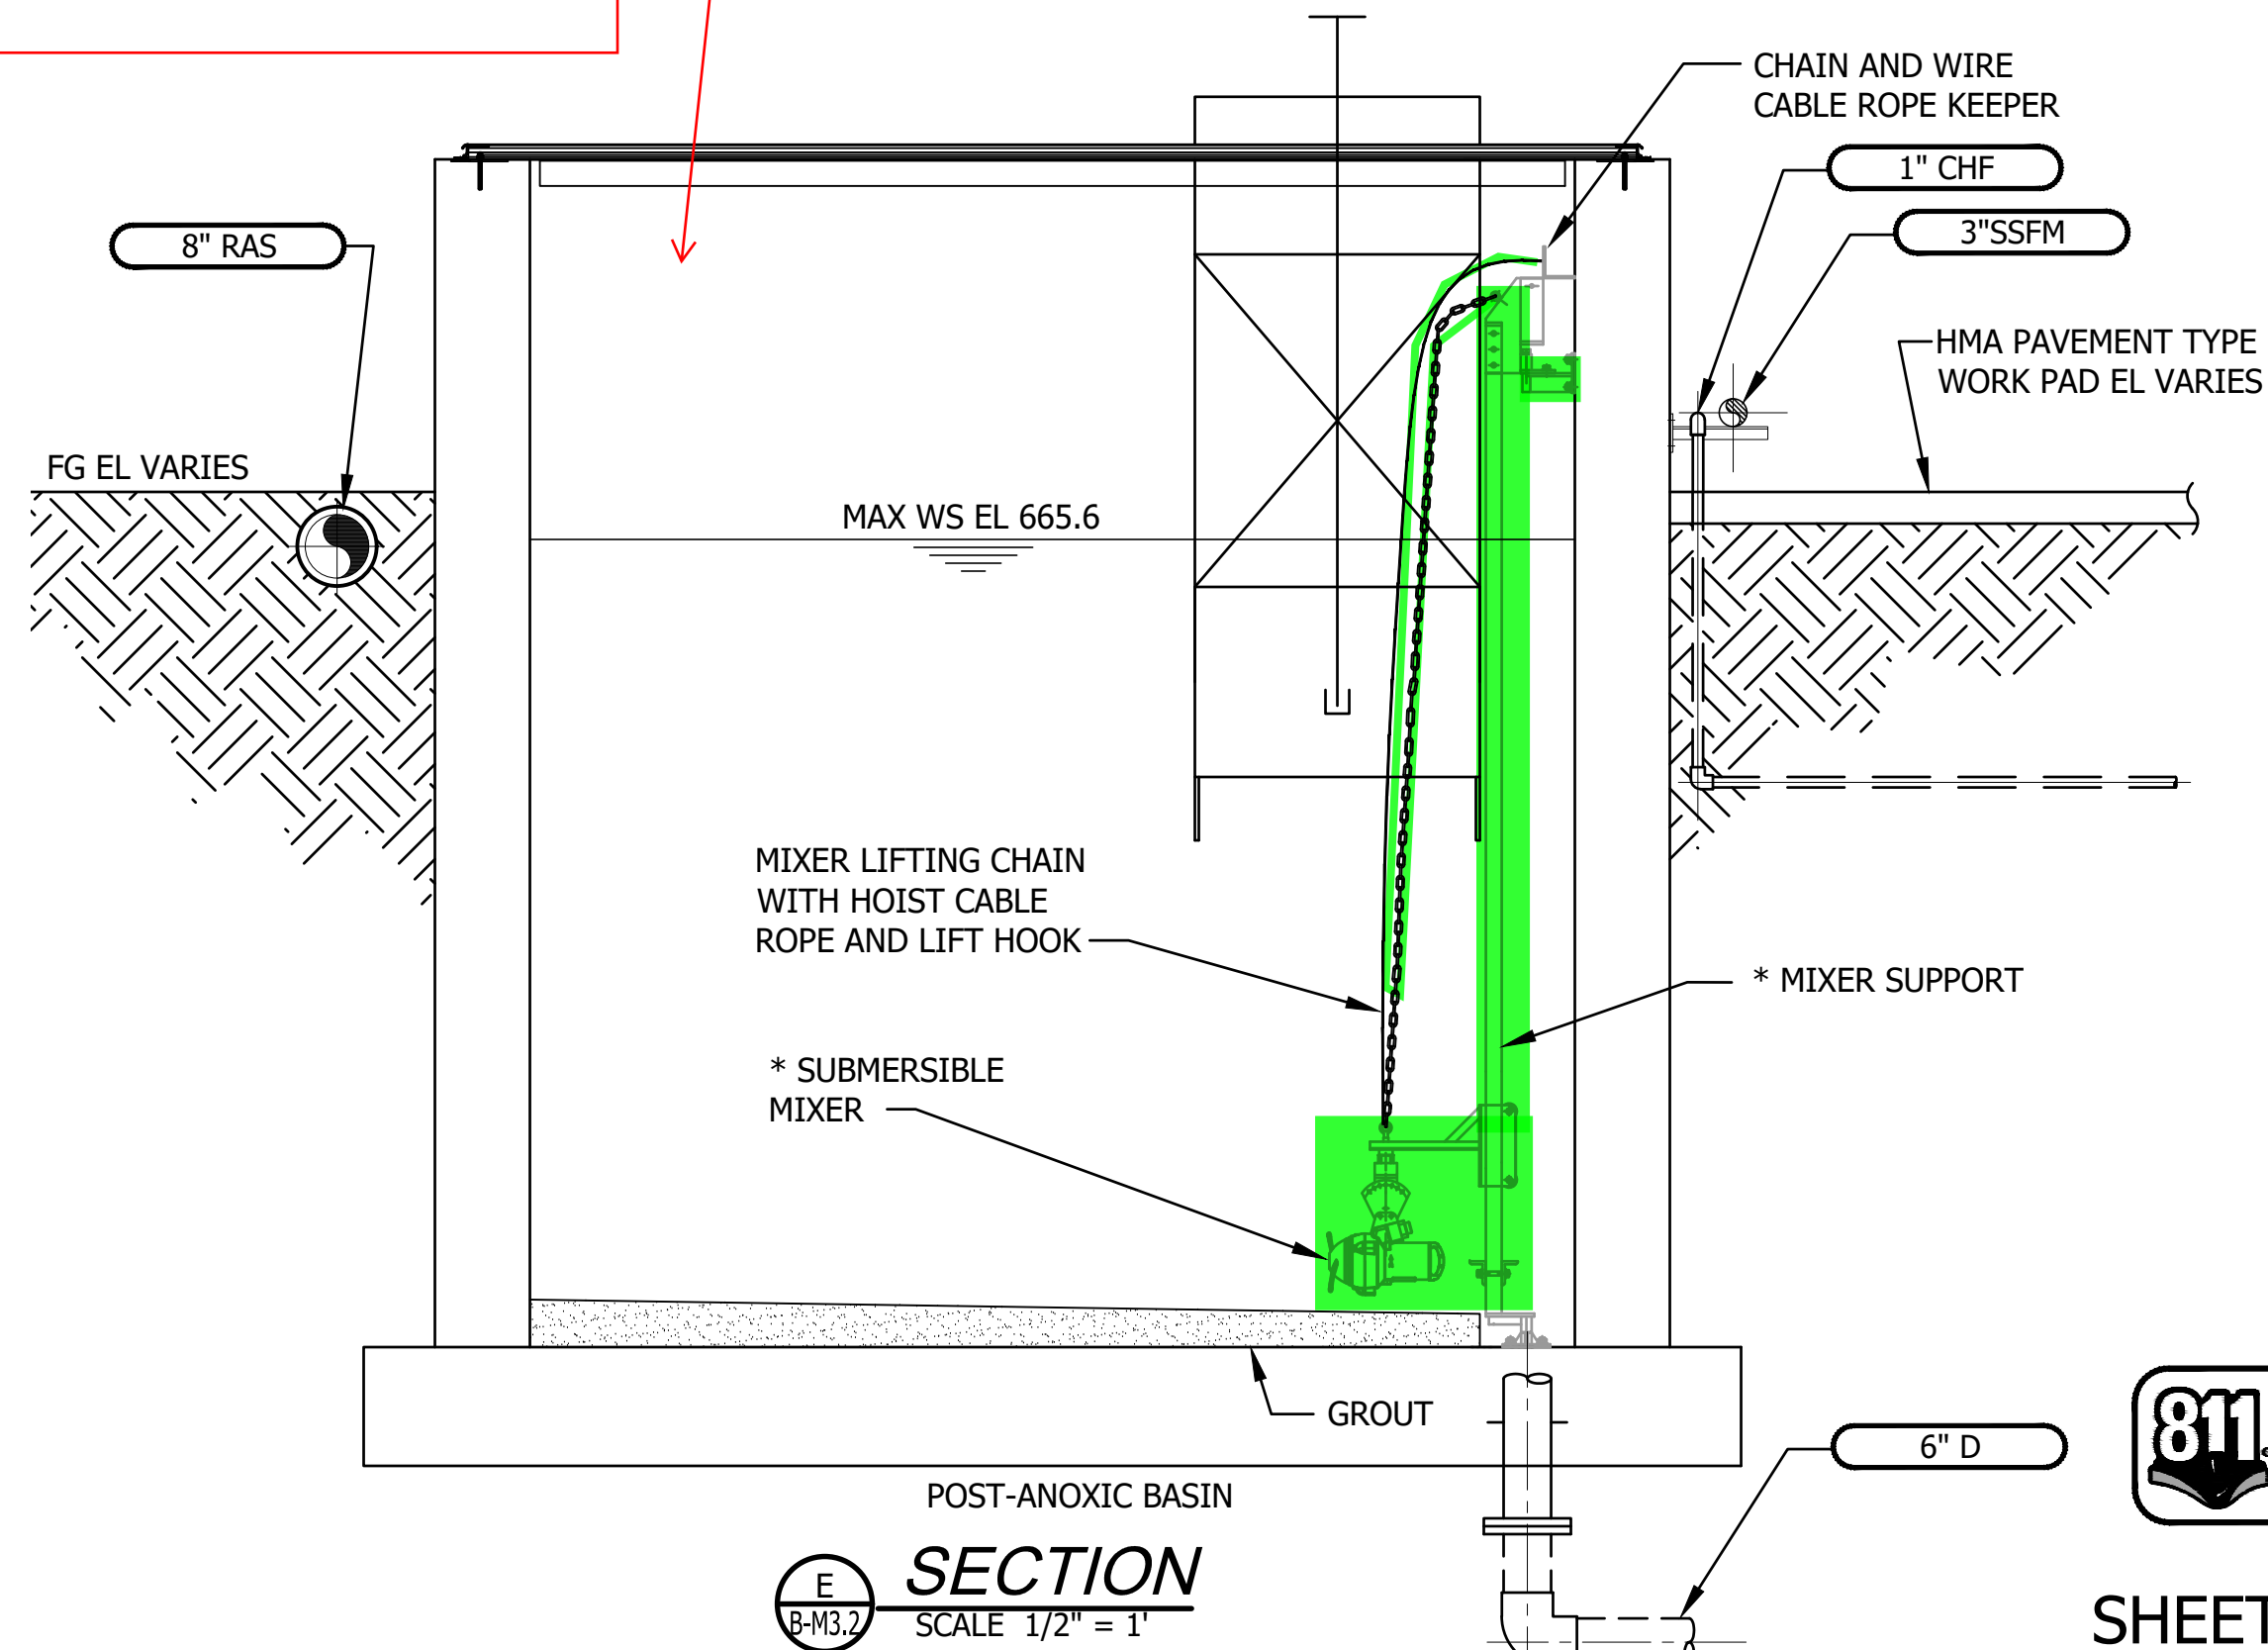 CHAIN AND WIRE
CABLE ROPE KEEPER
1" CHF
8" RAS
3"SSFM
HMA PAVEMENT TYPE
WORK PAD EL VARIES
FG EL VARIES
MAX WS EL 665.6
MIXER LIFTING CHAIN
WITH HOIST CABLE
ROPE AND LIFT HOOK
* MIXER SUPPORT
* SUBMERSIBLE
MIXER
GROUT
6" D
811
POST-ANOXIC BASIN
E
B-M3.2
SECTION
SCALE 1/2" = 1'
SHEET